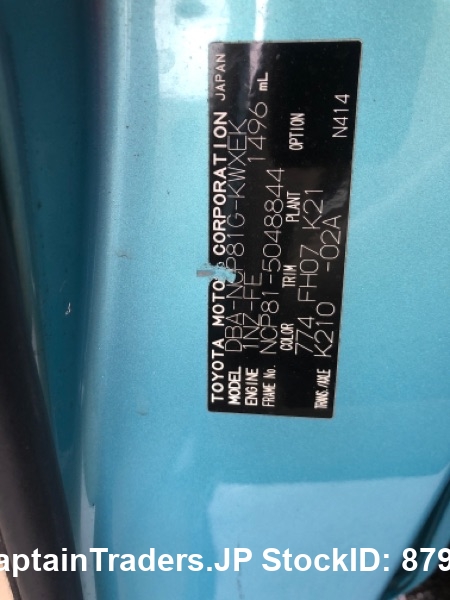 TOYOTA MOTOR CORPORATION JAPAN
MODEL DBA-NCP81G-KWXEK
ENGINE 1NZ-FE 1496 mL
FRAME No. NCP81-5048844
COLOR TRIM PLANT OPTION
774 FH07 K21 N414
TRANS./AXLE K210 -02A
aptainTraders.JP StockID: 879